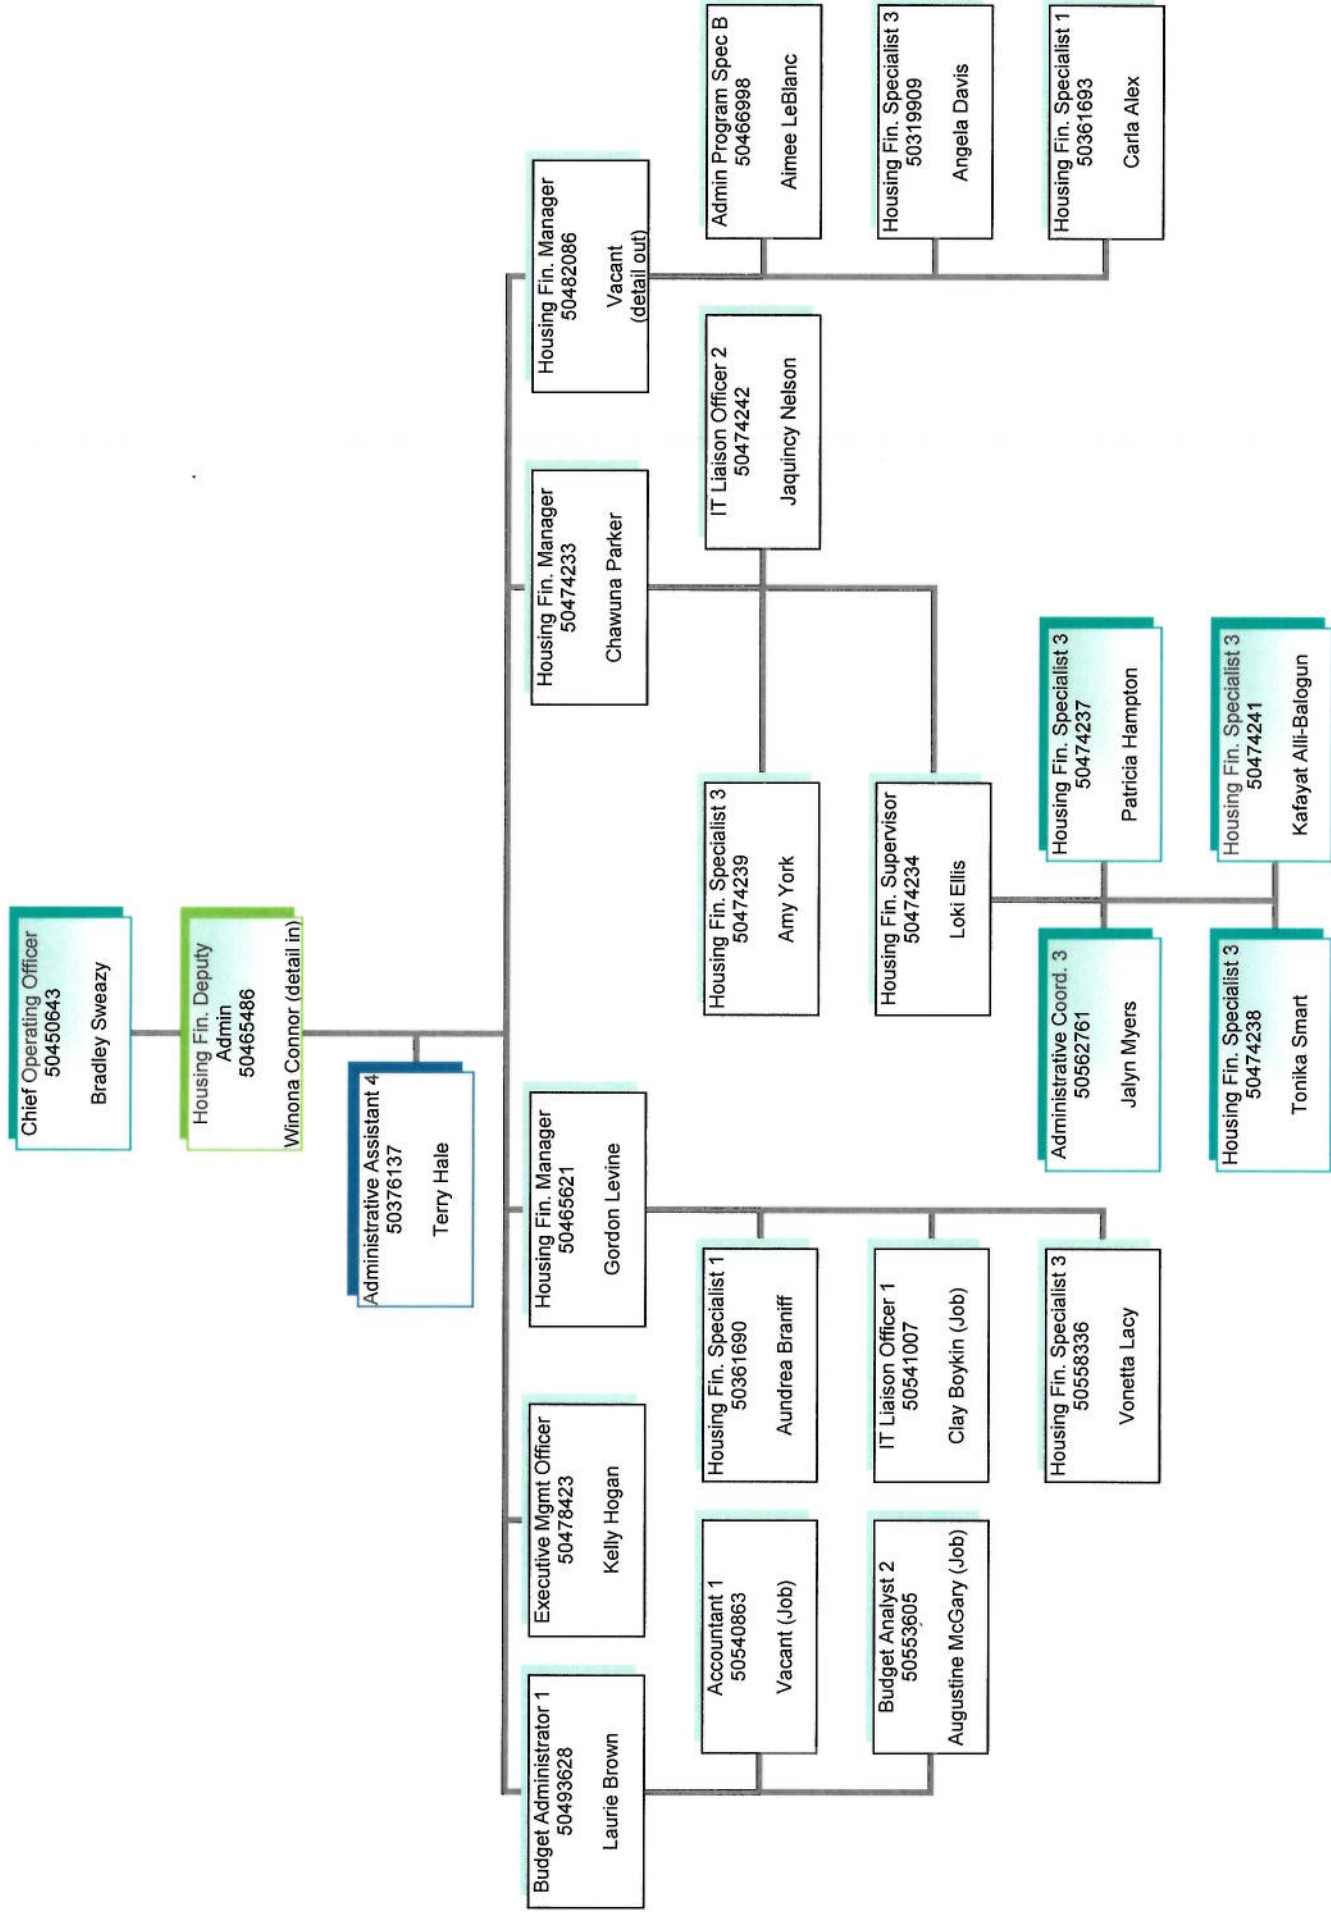 Chief Operating Officer
50450643
Bradley Sweazy
Housing Fin. Deputy
Admin
50465486
Winona Connor (detail in)
Administrative Assistant 4
50376137
Terry Hale
Budget Administrator 1
50493628
Laurie Brown
Executive Mgmt Officer
50478423
Kelly Hogan
Housing Fin. Manager
50465621
Gordon Levine
Housing Fin. Manager
50474233
Chawuna Parker
Housing Fin. Manager
50482086
Vacant
(detail out)
Accountant 1
50540863
Vacant (Job)
Budget Analyst 2
50553605
Augustine McGary (Job)
Housing Fin. Specialist 1
50361690
Aundrea Braniff
IT Liaison Officer 1
50541007
Clay Boykin (Job)
Housing Fin. Specialist 3
50558336
Vonetta Lacy
Housing Fin. Specialist 3
50474239
Amy York
IT Liaison Officer 2
50474242
Jaquincy Nelson
Housing Fin. Supervisor
50474234
Loki Ellis
Administrative Coord. 3
50562761
Jalyn Myers
Housing Fin. Specialist 3
50474237
Patricia Hampton
Housing Fin. Specialist 3
50474238
Tonika Smart
Housing Fin. Specialist 3
50474241
Kafayat Alli-Balogun
Admin Program Spec B
50466998
Aimee LeBlanc
Housing Fin. Specialist 3
50319909
Angela Davis
Housing Fin. Specialist 1
50361693
Carla Alex